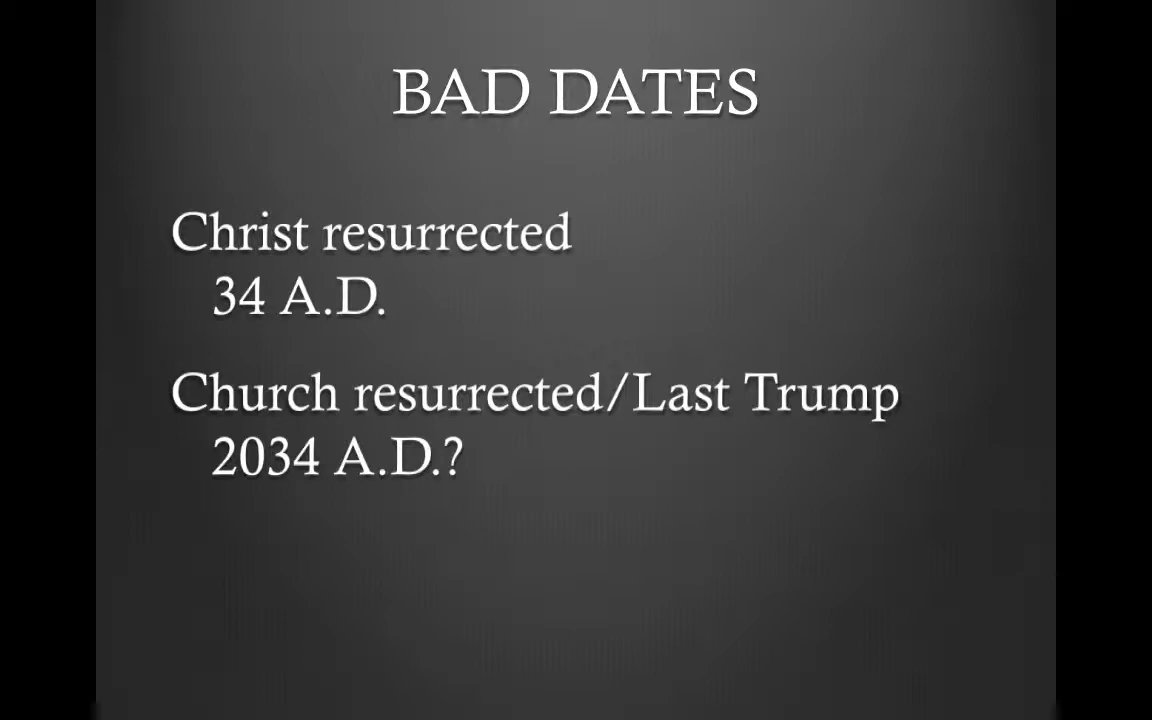 BAD DATES
Christ resurrected
34 A.D.
Church resurrected/Last Trump
2034 A.D.?